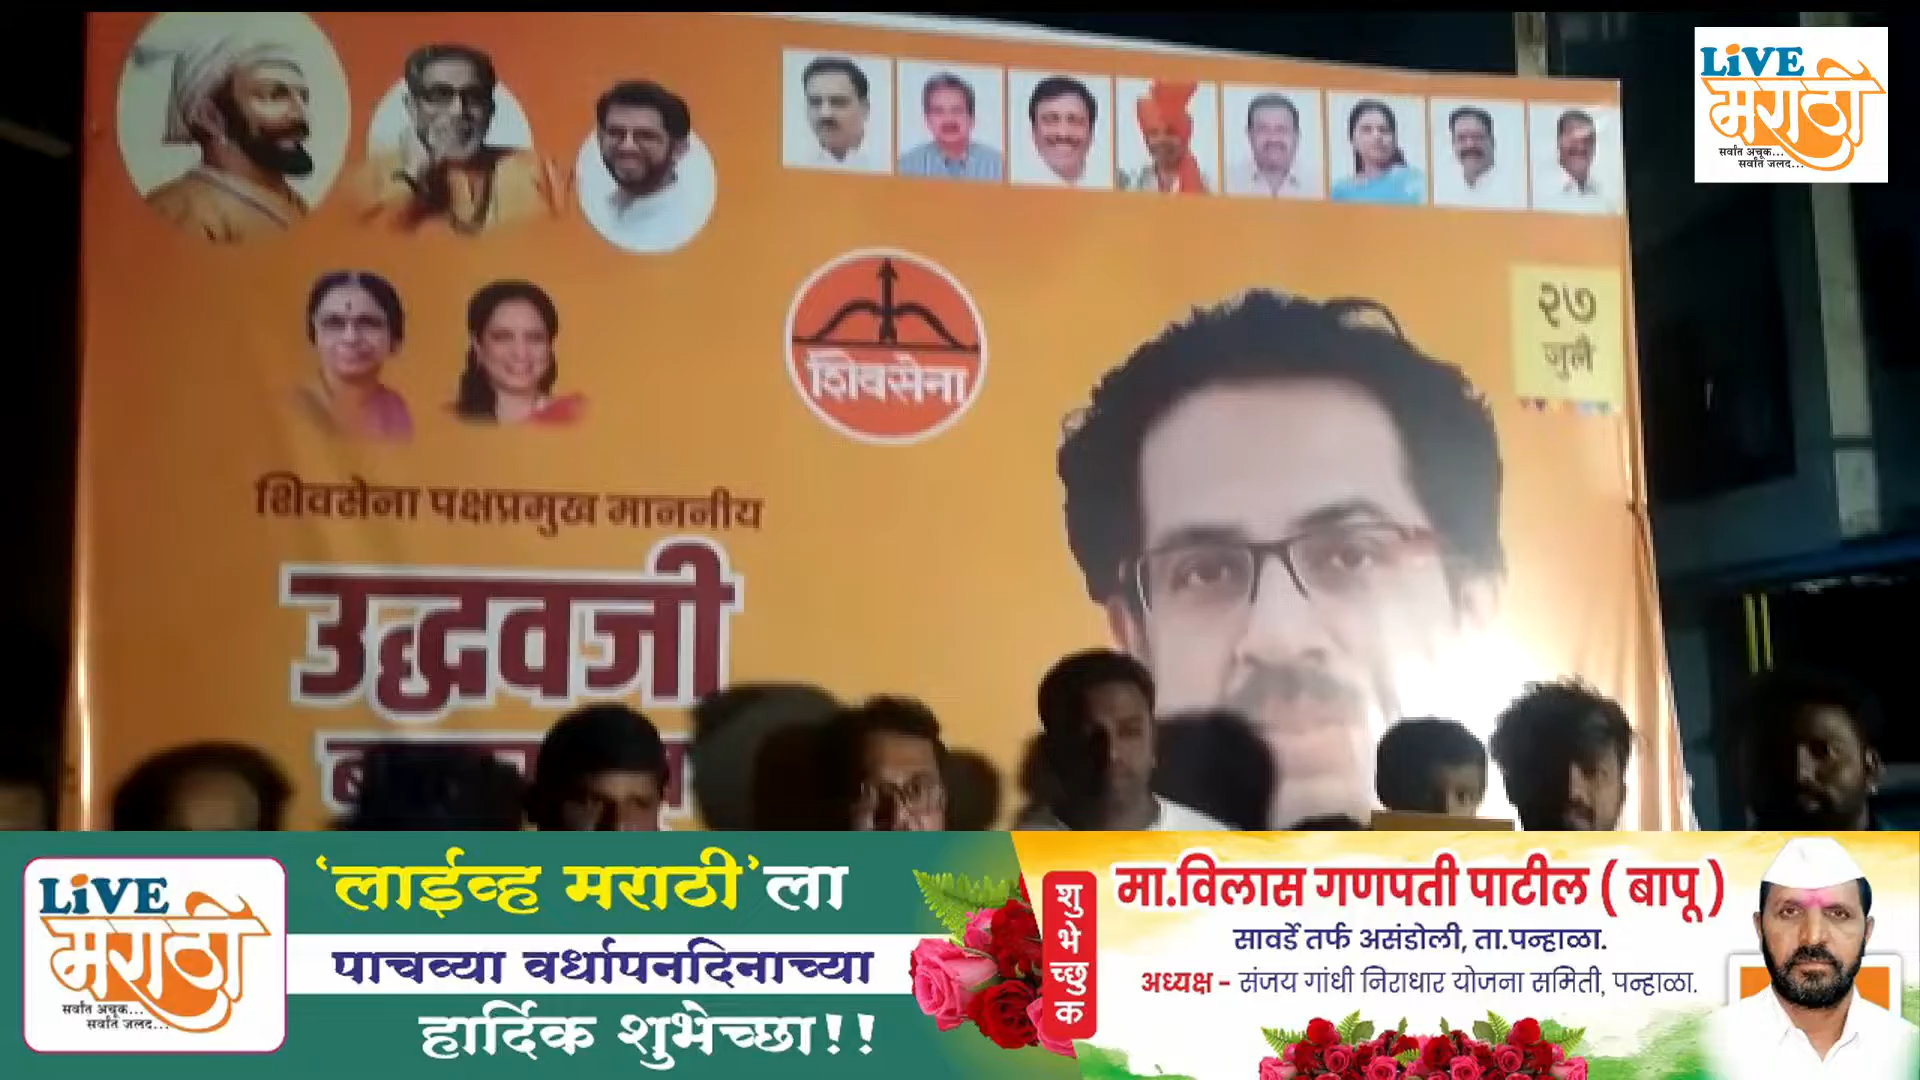 LiVE
मराठी
सर्वांत अचूक...
सर्वांत जलद...
२७
जुलै
शिवसेना
शिवसेना पक्षप्रमुख माननीय
उद्धवजी
LiVE
मराठी
सर्वांत अचूक...
सर्वांत जलद...
‘लाईव्ह मराठी’ला
पाचव्या वर्धापनदिनाच्या
हार्दिक शुभेच्छा!!
शुभेच्छुक
मा.विलास गणपती पाटील ( बापू )
सावर्डे तर्फ असंडोली, ता.पन्हाळा.
अध्यक्ष - संजय गांधी निराधार योजना समिती, पन्हाळा.